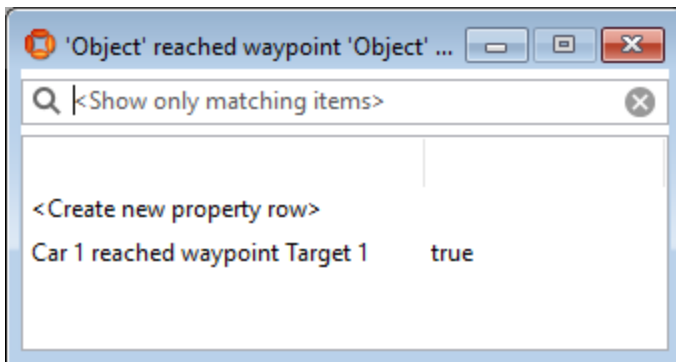 'Object' reached waypoint 'Object' ...
<Show only matching items>
<Create new property row>
Car 1 reached waypoint Target 1 true